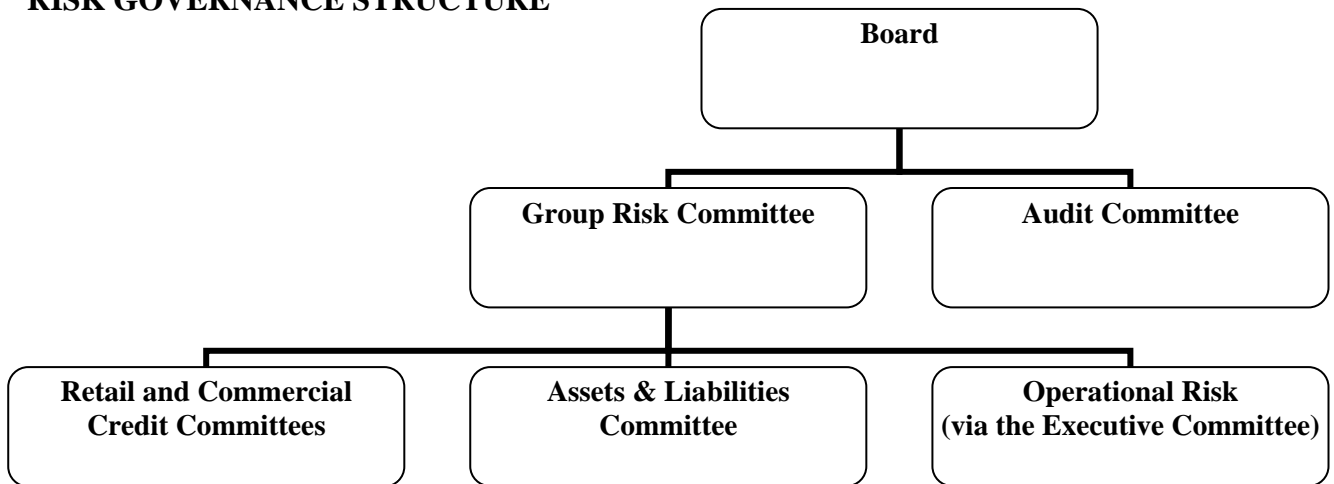 RISK GOVERNANCE STRUCTURE
Board
Group Risk Committee
Audit Committee
Retail and Commercial
Credit Committees
Assets & Liabilities
Committee
Operational Risk
(via the Executive Committee)